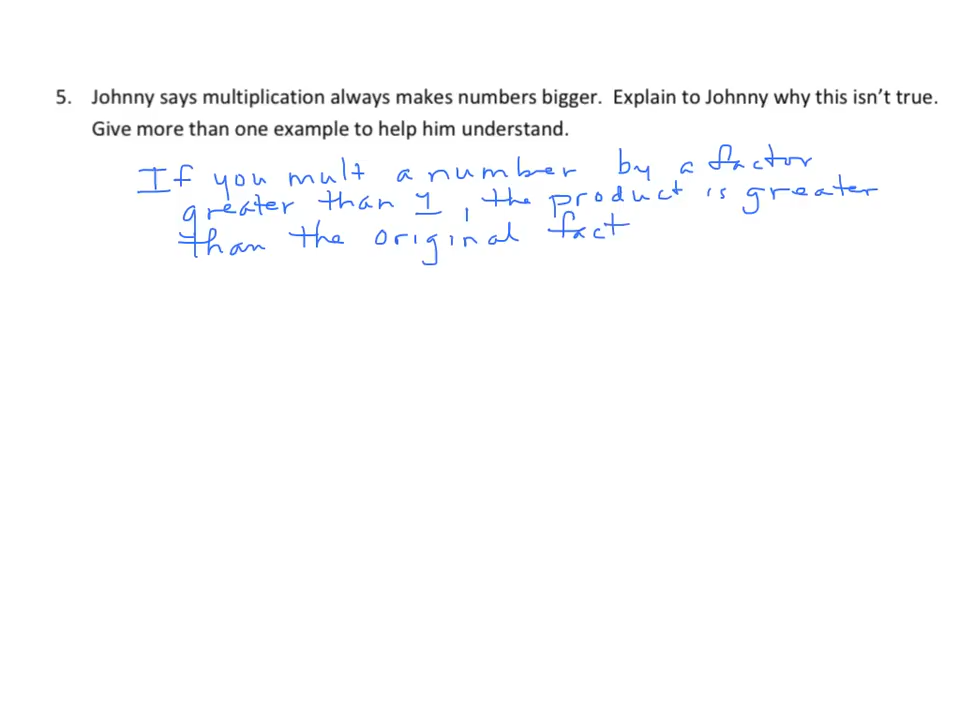 5. Johnny says multiplication always makes numbers bigger. Explain to Johnny why this isn't true.
Give more than one example to help him understand.
If you mult a number by a factor
greater than 1, the product is greater
than the original fact